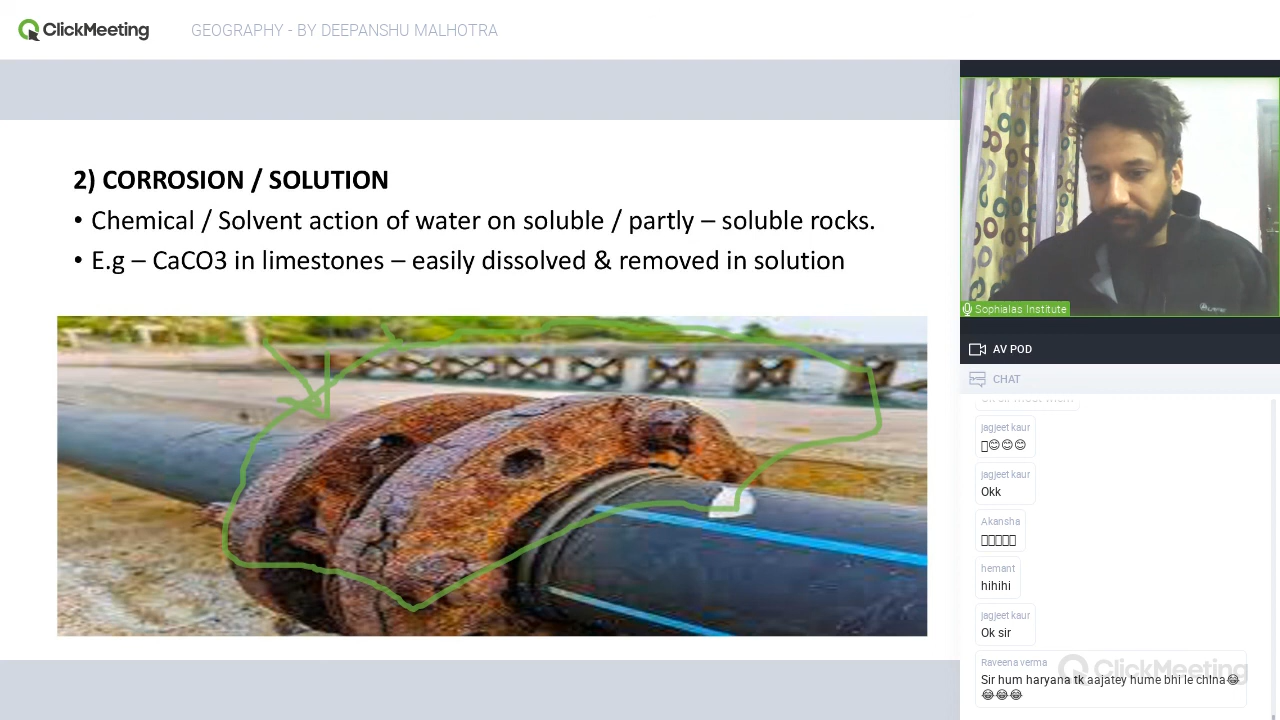 ClickMeeting
GEOGRAPHY - BY DEEPANSHU MALHOTRA
2) CORROSION / SOLUTION
• Chemical / Solvent action of water on soluble / partly – soluble rocks.
• E.g – CaCO3 in limestones – easily dissolved & removed in solution
Sophialas Institute
AV POD
CHAT
jagjeet kaur
😊😊😊
jagjeet kaur
Okk
Akansha
hemant
hihihi
jagjeet kaur
Ok sir
Raveena verma
Sir hum haryana tk aajatey hume bhi le chlna😂
😂😂😂
ClickMeeting